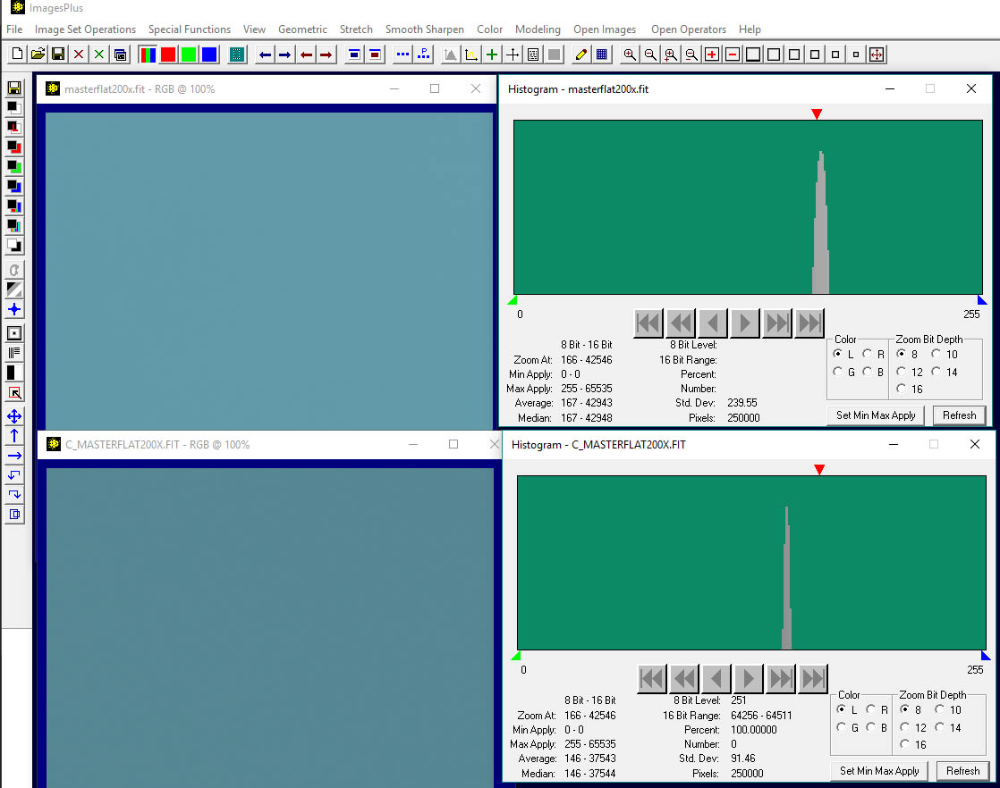 ImagesPlus
File Image Set Operations Special Functions View Geometric Stretch Smooth Sharpen Color Modeling Open Images Open Operators Help
masterflat200x.fit - RGB @ 100%
Histogram - masterflat200x.fit
0 255
8 Bit - 16 Bit 8 Bit Level:
Zoom At: 166 - 42546 16 Bit Range:
Min Apply: 0 - 0 Percent:
Max Apply: 255 - 65535 Number:
Average: 167 - 42943 Std. Dev: 239.55
Median: 167 - 42948 Pixels: 250000
Color Zoom Bit Depth
L R 8 10
G B 12 14
16
Set Min Max Apply Refresh
C_MASTERFLAT200X.FIT - RGB @ 100%
Histogram - C_MASTERFLAT200X.FIT
0 255
8 Bit - 16 Bit 8 Bit Level: 251
Zoom At: 166 - 42546 16 Bit Range: 64256 - 64511
Min Apply: 0 - 0 Percent: 100.00000
Max Apply: 255 - 65535 Number: 0
Average: 146 - 37543 Std. Dev: 91.46
Median: 146 - 37544 Pixels: 250000
Color Zoom Bit Depth
L R 8 10
G B 12 14
16
Set Min Max Apply Refresh